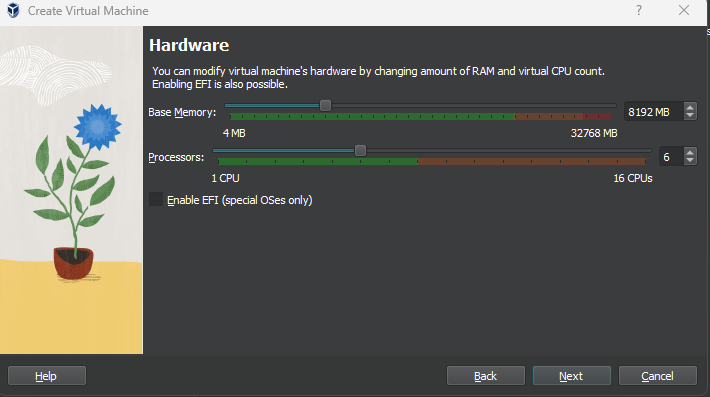 Create Virtual Machine
Hardware
You can modify virtual machine's hardware by changing amount of RAM and virtual CPU count.
Enabling EFI is also possible.
Base Memory:
8192 MB
4 MB
32768 MB
Processors:
6
1 CPU
16 CPUs
Enable EFI (special OSes only)
Help
Back
Next
Cancel